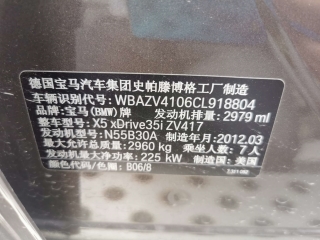 德国宝马汽车集团史帕滕博格工厂制造
车辆识别代号: WBAZV4106CL918804
品牌: 宝马(BMW)牌 发动机排量: 2979 ml
整车型号: X5 xDrive35i ZV417
发动机型号: N55B30A 制造年月: 2012.03
最大允许总质量: 2960 kg 乘坐人数: 7人
发动机最大净功率: 225 kW 制造国: 美国
颜色代码/色部: B06/8